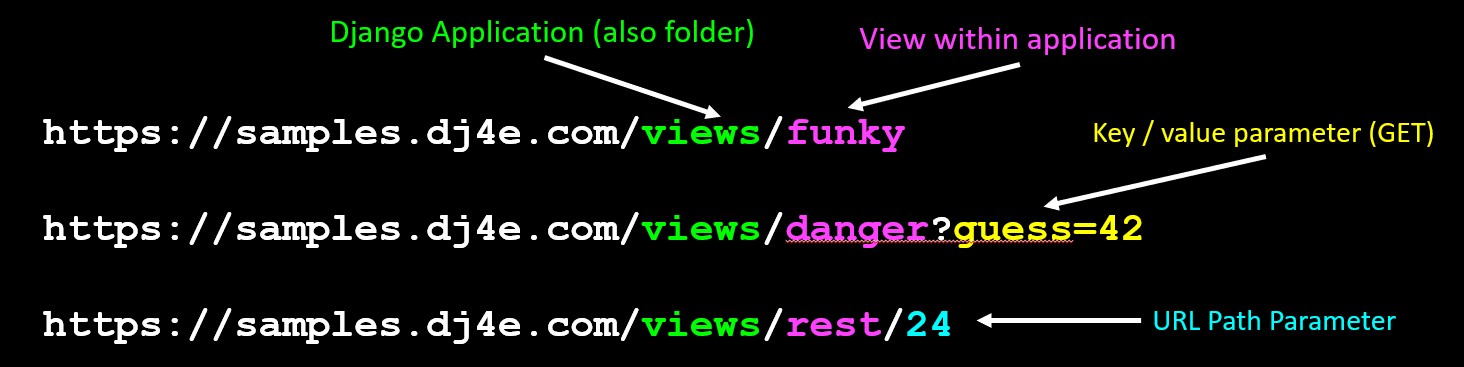 Django Application (also folder)
View within application
https://samples.dj4e.com/views/funky
Key / value parameter (GET)
https://samples.dj4e.com/views/danger?guess=42
https://samples.dj4e.com/views/rest/24
URL Path Parameter